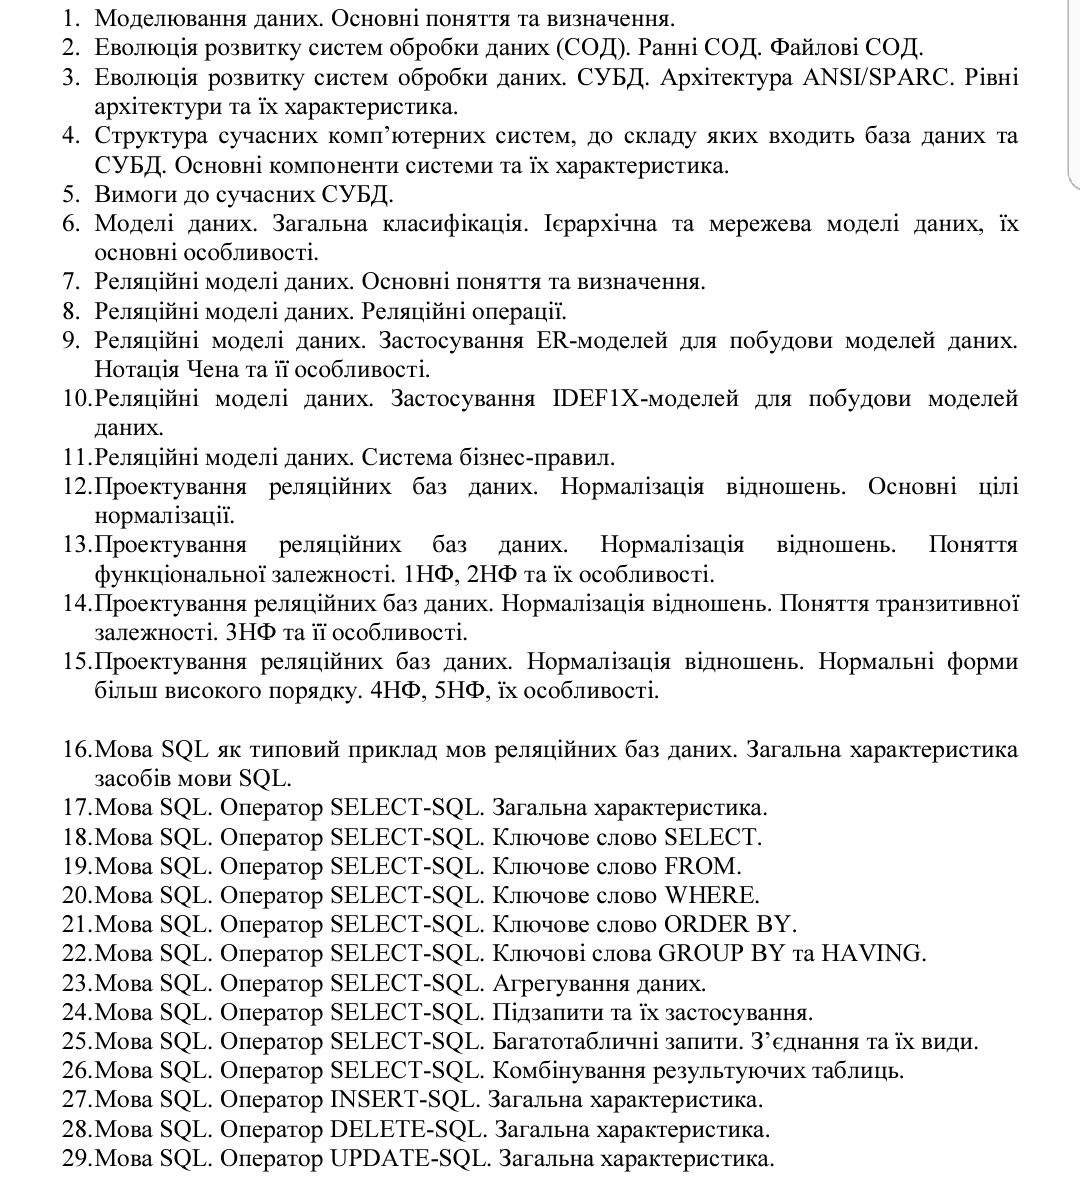 1. Моделювання даних. Основні поняття та визначення.
2. Еволюція розвитку систем обробки даних (СОД). Ранні СОД. Файлові СОД.
3. Еволюція розвитку систем обробки даних. СУБД. Архітектура ANSI/SPARC. Рівні
архітектури та їх характеристика.
4. Структура сучасних комп’ютерних систем, до складу яких входить база даних та
СУБД. Основні компоненти системи та їх характеристика.
5. Вимоги до сучасних СУБД.
6. Моделі даних. Загальна класифікація. Ієрархічна та мережева моделі даних, їх
основні особливості.
7. Реляційні моделі даних. Основні поняття та визначення.
8. Реляційні моделі даних. Реляційні операції.
9. Реляційні моделі даних. Застосування ER-моделей для побудови моделей даних.
Нотація Чена та її особливості.
10.Реляційні моделі даних. Застосування IDEF1X-моделей для побудови моделей
даних.
11.Реляційні моделі даних. Система бізнес-правил.
12.Проектування реляційних баз даних. Нормалізація відношень. Основні цілі
нормалізації.
13.Проектування реляційних баз даних. Нормалізація відношень. Поняття
функціональної залежності. 1НФ, 2НФ та їх особливості.
14.Проектування реляційних баз даних. Нормалізація відношень. Поняття транзитивної
залежності. 3НФ та її особливості.
15.Проектування реляційних баз даних. Нормалізація відношень. Нормальні форми
більш високого порядку. 4НФ, 5НФ, їх особливості.
16.Мова SQL як типовий приклад мов реляційних баз даних. Загальна характеристика
засобів мови SQL.
17.Мова SQL. Оператор SELECT-SQL. Загальна характеристика.
18.Мова SQL. Оператор SELECT-SQL. Ключове слово SELECT.
19.Мова SQL. Оператор SELECT-SQL. Ключове слово FROM.
20.Мова SQL. Оператор SELECT-SQL. Ключове слово WHERE.
21.Мова SQL. Оператор SELECT-SQL. Ключове слово ORDER BY.
22.Мова SQL. Оператор SELECT-SQL. Ключові слова GROUP BY та HAVING.
23.Мова SQL. Оператор SELECT-SQL. Агрегування даних.
24.Мова SQL. Оператор SELECT-SQL. Підзапити та їх застосування.
25.Мова SQL. Оператор SELECT-SQL. Багатотабличні запити. З’єднання та їх види.
26.Мова SQL. Оператор SELECT-SQL. Комбінування результуючих таблиць.
27.Мова SQL. Оператор INSERT-SQL. Загальна характеристика.
28.Мова SQL. Оператор DELETE-SQL. Загальна характеристика.
29.Мова SQL. Оператор UPDATE-SQL. Загальна характеристика.